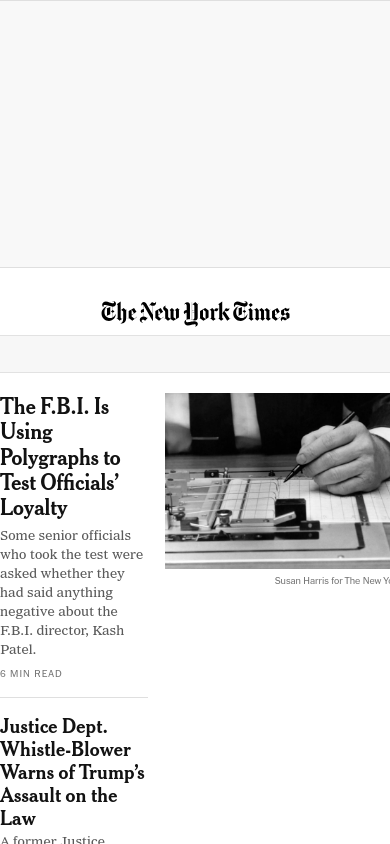 The New York Times
The F.B.I. Is
Using
Polygraphs to
Test Officials’
Loyalty
Some senior officials
who took the test were
asked whether they
had said anything
negative about the
F.B.I. director, Kash
Patel.
6 MIN READ
Susan Harris for The New Yo
Justice Dept.
Whistle-Blower
Warns of Trump’s
Assault on the
Law
A former Justice